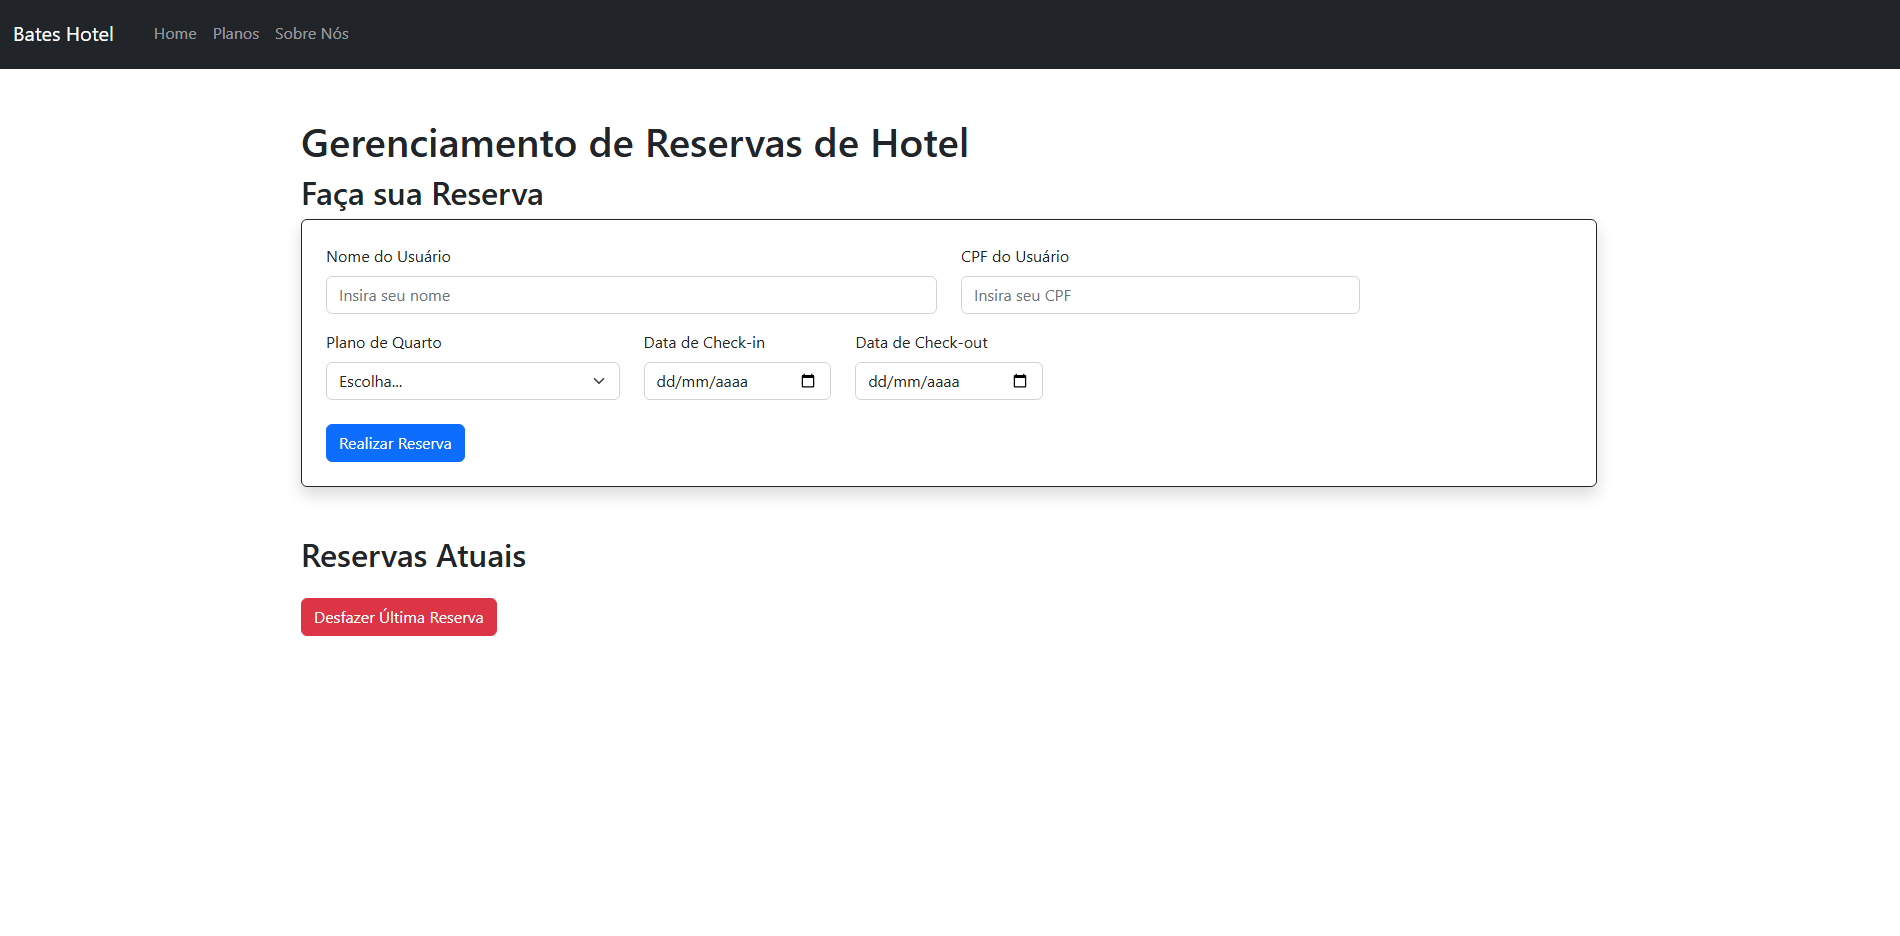 Bates Hotel Home Planos Sobre Nós
Gerenciamento de Reservas de Hotel
Faça sua Reserva
Nome do Usuário CPF do Usuário
Insira seu nome Insira seu CPF
Plano de Quarto Data de Check-in Data de Check-out
Escolha... dd/mm/aaaa dd/mm/aaaa
Realizar Reserva
Reservas Atuais
Desfazer Última Reserva